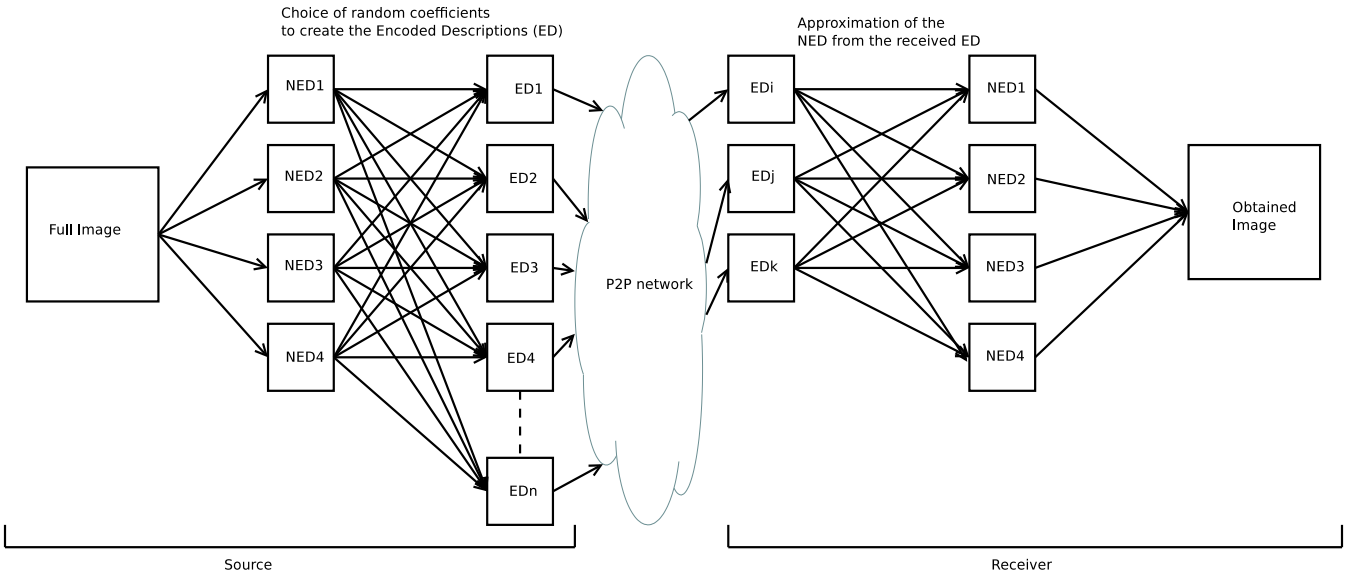 Choice of random coefficients
to create the Encoded Descriptions (ED)
Approximation of the
NED from the received ED
Full Image
NED1
NED2
NED3
NED4
ED1
ED2
ED3
ED4
EDn
P2P network
EDi
EDj
EDk
NED1
NED2
NED3
NED4
Obtained
Image
Source
Receiver